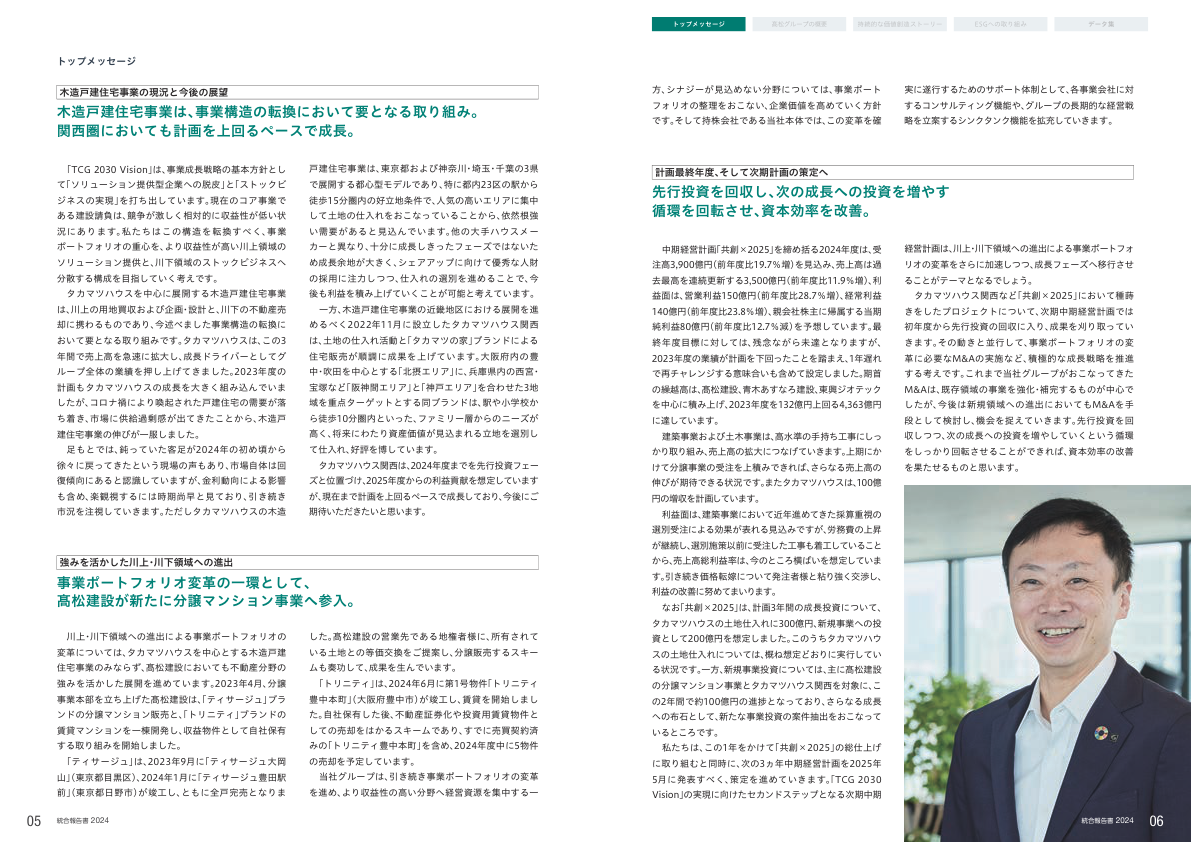 トップメッセージ
木造戸建住宅事業の現況と今後の展望
木造戸建住宅事業は、事業構造の転換において要となる取り組み。
関西圏においても計画を上回るペースで成長。
「TCG 2030 Vision」は、事業成長戦略の基本方針とし
て「ソリューション提供型企業への脱皮」と「ストックビ
ジネスの実現」を打ち出しています。現在のコア事業で
ある建設請負は、競争が激しく相対的に収益性が低い状
況にあります。私たちはこの構造を転換すべく、事業
ポートフォリオの重心を、より収益性が高い川上領域の
ソリューション提供と、川下領域のストックビジネスへ
分散する構成を目指していく考えです。
タカマツハウスを中心に展開する木造戸建住宅事業
は、川上の用地買収および企画・設計と、川下の不動産売
却に携わるものであり、今述べました事業構造の転換に
おいて要となる取り組みです。タカマツハウスは、この3
年間で売上高を急速に拡大し、成長ドライバーとしてグ
ループ全体の業績を押し上げてきました。2023年度の
計画もタカマツハウスの成長を大きく組み込んでいま
したが、コロナ禍により喚起された戸建住宅の需要が落
ち着き、市場に供給過剰感が出てきたことから、木造戸
建住宅事業の伸びが一服しました。
足もとでは、鈍っていた客足が2024年の初め頃から
徐々に戻ってきたという現場の声もあり、市場自体は回
復傾向にあると認識していますが、金利動向による影響
も含め、楽観視するには時期尚早と見ており、引き続き
市況を注視していきます。ただしタカマツハウスの木造
戸建住宅事業は、東京都および神奈川・埼玉・千葉の3県
で展開する都心型モデルであり、特に都内23区の駅から
徒歩15分圏内の好立地条件で、人気の高いエリアに集中
して土地の仕入れをおこなっていることから、依然根強
い需要があると見込んでいます。他の大手ハウスメー
カーと異なり、十分に成長しきったフェーズではないた
め成長余地が大きく、シェアアップに向けて優秀な人財
の採用に注力しつつ、仕入れの選別を進めることで、今
後も利益を積み上げていくことが可能と考えています。
一方、木造戸建住宅事業の近畿地区における展開を進
めるべく2022年11月に設立したタカマツハウス関西
は、土地の仕入れ活動と「タカマツの家」ブランドによる
住宅販売が順調に成果を上げています。大阪府内の豊
中・吹田を中心とする「北摂エリア」に、兵庫県内の西宮・
宝塚など「阪神間エリア」と「神戸エリア」を合わせた3地
域を重点ターゲットとする同ブランドは、駅や小学校か
ら徒歩10分圏内といった、ファミリー層からのニーズが
高く、将来にわたり資産価値が見込まれる立地を選別し
て仕入れ、好評を博しています。
タカマツハウス関西は、2024年度までを先行投資フェー
ズと位置づけ、2025年度からの利益貢献を想定しています
が、現在まで計画を上回るペースで成長しており、今後にご
期待いただきたいと思います。
強みを活かした川上・川下領域への進出
事業ポートフォリオ変革の一環として、
髙松建設が新たに分譲マンション事業へ参入。
川上・川下領域への進出による事業ポートフォリオの
変革については、タカマツハウスを中心とする木造戸建
住宅事業のみならず、髙松建設においても不動産分野の
強みを活かした展開を進めています。2023年4月、分譲
事業本部を立ち上げた髙松建設は、「ティサージュ」ブラ
ンドの分譲マンション販売と、「トリニティ」ブランドの
賃貸マンションを一棟開発し、収益物件として自社保有
する取り組みを開始しました。
「ティサージュ」は、2023年9月に「ティサージュ大岡
山」（東京都目黒区）、2024年1月に「ティサージュ豊田駅
前」（東京都日野市）が竣工し、ともに全戸完売となりま
した。髙松建設の営業先である地権者様に、所有されて
いる土地との等価交換をご提案し、分譲販売するスキー
ムも奏功して、成果を生んでいます。
「トリニティ」は、2024年6月に第1号物件「トリニティ
豊中本町」（大阪府豊中市）が竣工し、賃貸を開始しまし
た。自社保有した後、不動産証券化や投資用賃貸物件と
しての売却をはかるスキームであり、すでに売買契約済
みの「トリニティ豊中本町」を含め、2024年度中に5物件
の売却を予定しています。
当社グループは、引き続き事業ポートフォリオの変革
を進め、より収益性の高い分野へ経営資源を集中する一
05
統合報告書 2024
トップメッセージ
髙松グループの概要
持続的な価値創造ストーリー
ESGへの取り組み
データ集
方、シナジーが見込めない分野については、事業ポート
フォリオの整理をおこない、企業価値を高めていく方針
です。そして持株会社である当社本体では、この変革を確
実に遂行するためのサポート体制として、各事業会社に対
するコンサルティング機能や、グループの長期的な経営戦
略を立案するシンクタンク機能を拡充していきます。
計画最終年度、そして次期計画の策定へ
先行投資を回収し、次の成長への投資を増やす
循環を回転させ、資本効率を改善。
中期経営計画「共創×2025」を締め括る2024年度は、受
注高3,900億円（前年度比19.7％増）を見込み、売上高は過
去最高を連続更新する3,500億円（前年度比11.9％増）、利
益面は、営業利益150億円（前年度比28.7％増）、経常利益
140億円（前年度比23.8％増）、親会社株主に帰属する当期
純利益80億円（前年度比12.7％減）を予想しています。最
終年度目標に対しては、残念ながら未達となりますが、
2023年度の業績が計画を下回ったことを踏まえ、1年遅れ
で再チャレンジする意味合いも含めて設定しました。期首
の繰越高は、髙松建設、青木あすなろ建設、東興ジオテック
を中心に積み上げ、2023年度を132億円上回る4,363億円
に達しています。
建築事業および土木事業は、高水準の手持ち工事にしっ
かり取り組み、売上高の拡大につなげていきます。上期にか
けて分譲事業の受注を上積みできれば、さらなる売上高の
伸びが期待できる状況です。またタカマツハウスは、100億
円の増収を計画しています。
利益面は、建築事業において近年進めてきた採算重視の
選別受注による効果が表れる見込みですが、労務費の上昇
が継続し、選別施策以前に受注した工事も着工していること
から、売上高総利益率は、今のところ横ばいを想定していま
す。引き続き価格転嫁について発注者様と粘り強く交渉し、
利益の改善に努めてまいります。
なお「共創×2025」は、計画3年間の成長投資について、
タカマツハウスの土地仕入れに300億円、新規事業への投
資として200億円を想定しました。このうちタカマツハウ
スの土地仕入れについては、概ね想定どおりに実行してい
る状況です。一方、新規事業投資については、主に髙松建設
の分譲マンション事業とタカマツハウス関西を対象に、こ
の2年間で約100億円の進捗となっており、さらなる成長
への布石として、新たな事業投資の案件抽出をおこなって
いるところです。
私たちは、この1年をかけて「共創×2025」の総仕上げ
に取り組むと同時に、次の3ヵ年中期経営計画を2025年
5月に発表すべく、策定を進めていきます。「TCG 2030
Vision」の実現に向けたセカンドステップとなる次期中期
経営計画は、川上・川下領域への進出による事業ポートフォ
リオの変革をさらに加速しつつ、成長フェーズへ移行させ
ることがテーマとなるでしょう。
タカマツハウス関西など「共創×2025」において種蒔
きをしたプロジェクトについて、次期中期経営計画では
初年度から先行投資の回収に入り、成果を刈り取ってい
きます。その動きと並行して、事業ポートフォリオの変
革に必要なM&Aの実施など、積極的な成長戦略を推進
する考えです。これまで当社グループがおこなってきた
M&Aは、既存領域の事業を強化・補完するものが中心で
したが、今後は新規領域への進出においてもM&Aを手
段として検討し、機会を捉えていきます。先行投資を回
収しつつ、次の成長への投資を増やしていくという循環
をしっかり回転させることができれば、資本効率の改善
を果たせるものと思います。
統合報告書 2024
06